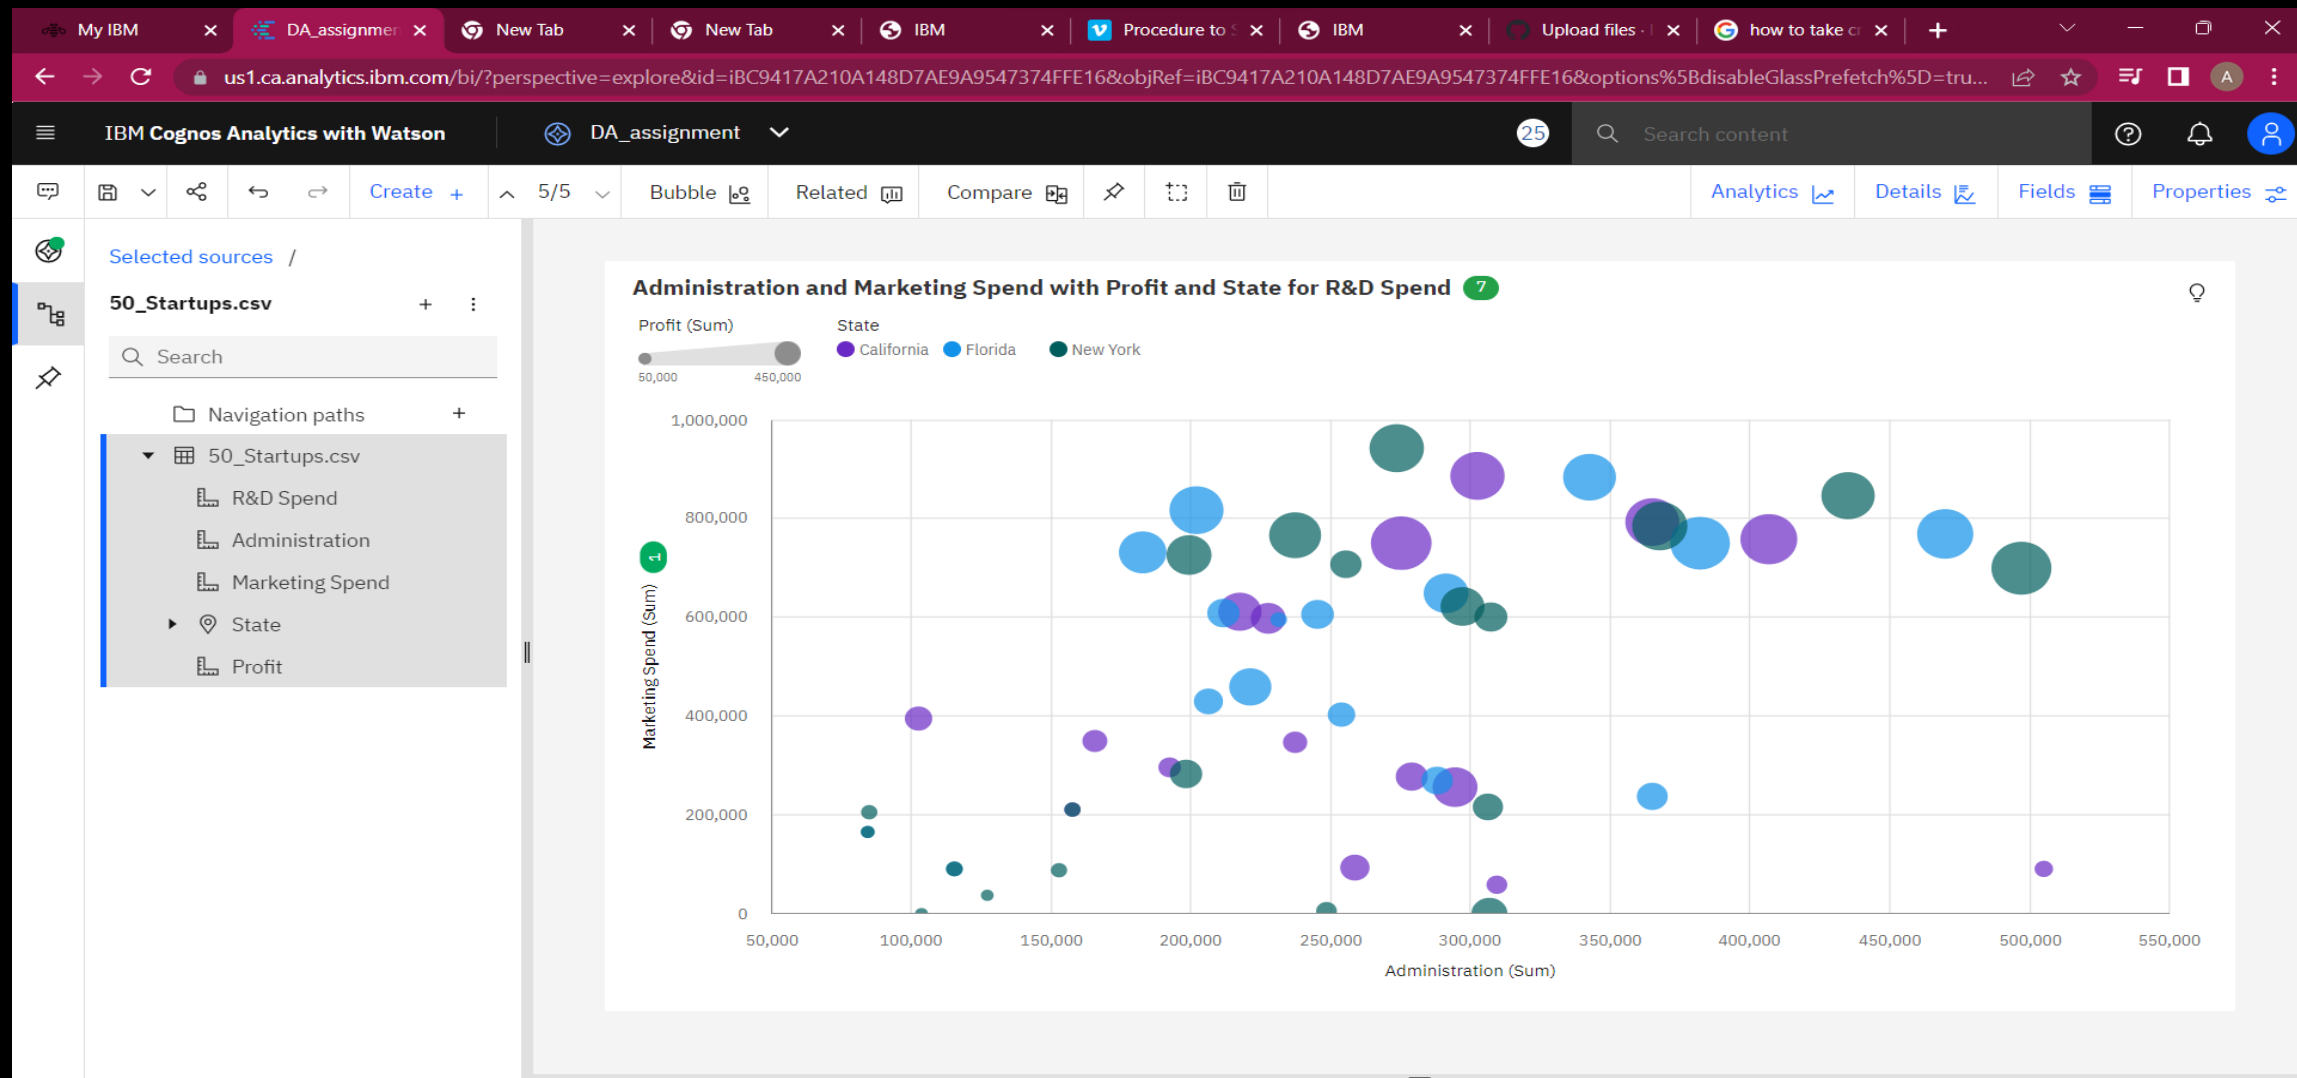 My IBM
DA_assignmen
New Tab
New Tab
IBM
Procedure to S
IBM
Upload files · I
how to take cr
us1.ca.analytics.ibm.com/bi/?perspective=explore&id=iBC9417A210A148D7AE9A9547374FFE16&objRef=iBC9417A210A148D7AE9A9547374FFE16&options%5BdisableGlassPrefetch%5D=tru...
A
IBM Cognos Analytics with Watson
DA_assignment
25
Search content
Create +
5/5
Bubble
Related
Compare
Analytics
Details
Fields
Properties
Selected sources /
50_Startups.csv
Search
Navigation paths
50_Startups.csv
R&D Spend
Administration
Marketing Spend
State
Profit
Administration and Marketing Spend with Profit and State for R&D Spend 7
Profit (Sum)
50,000 450,000
State
California Florida New York
1
Marketing Spend (Sum)
1,000,000
800,000
600,000
400,000
200,000
0
50,000 100,000 150,000 200,000 250,000 300,000 350,000 400,000 450,000 500,000 550,000
Administration (Sum)